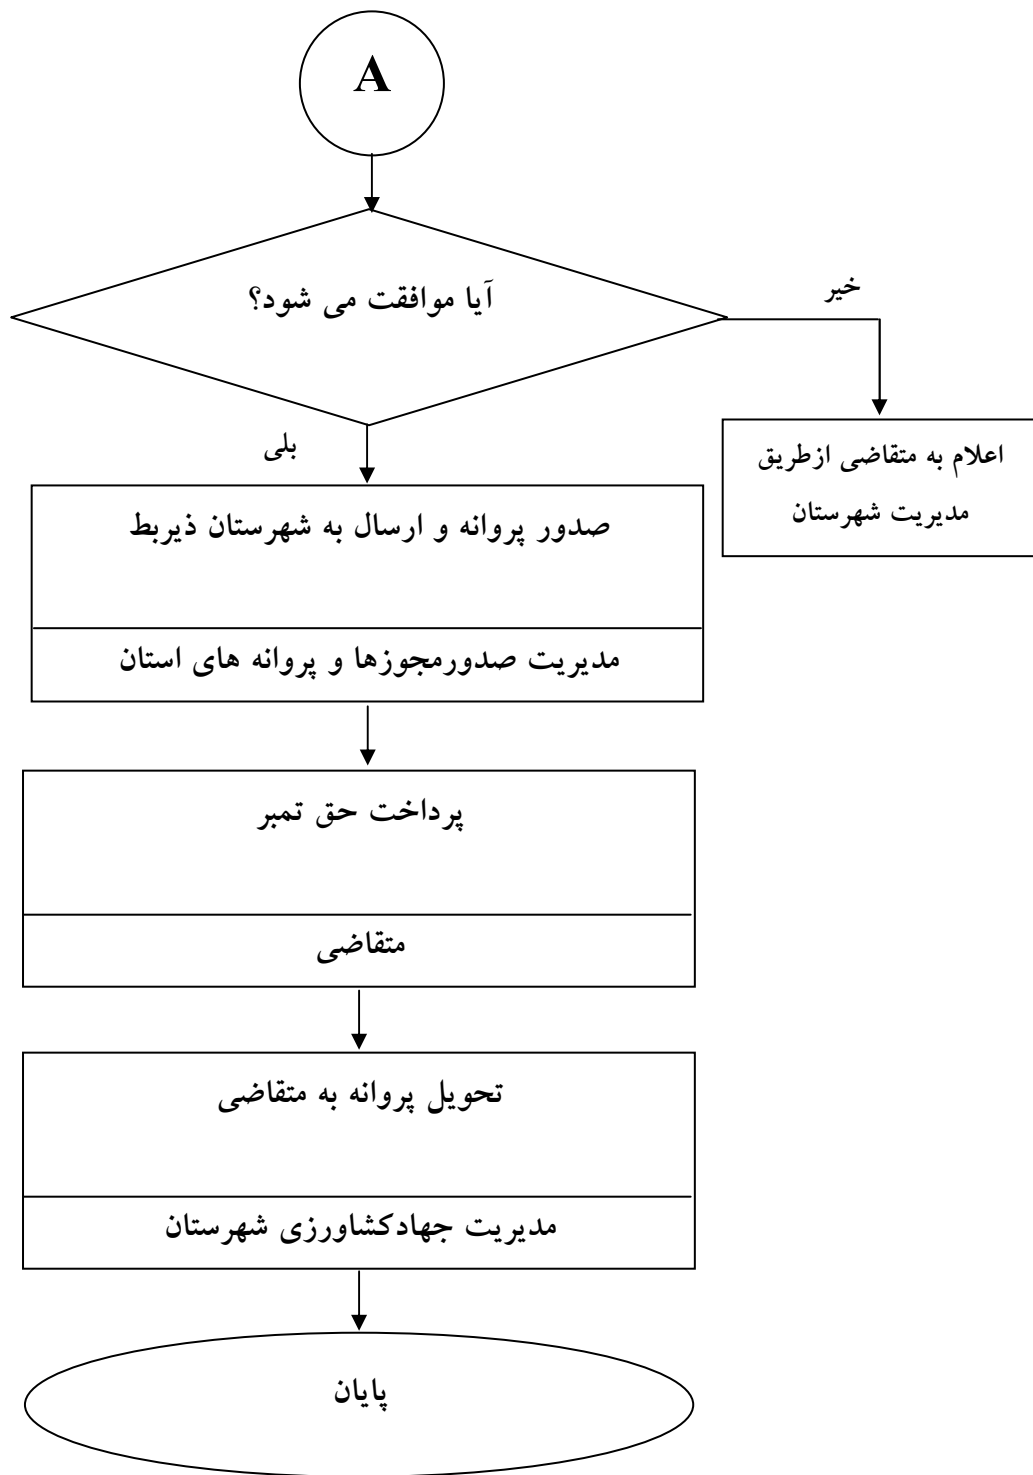 A
آیا موافقت می شود؟
خیر
بلی
اعلام به متقاضی ازطریق
مدیریت شهرستان
صدور پروانه و ارسال به شهرستان ذیربط
مدیریت صدورمجوزها و پروانه های استان
پرداخت حق تمبر
متقاضی
تحویل پروانه به متقاضی
مدیریت جهادکشاورزی شهرستان
پایان